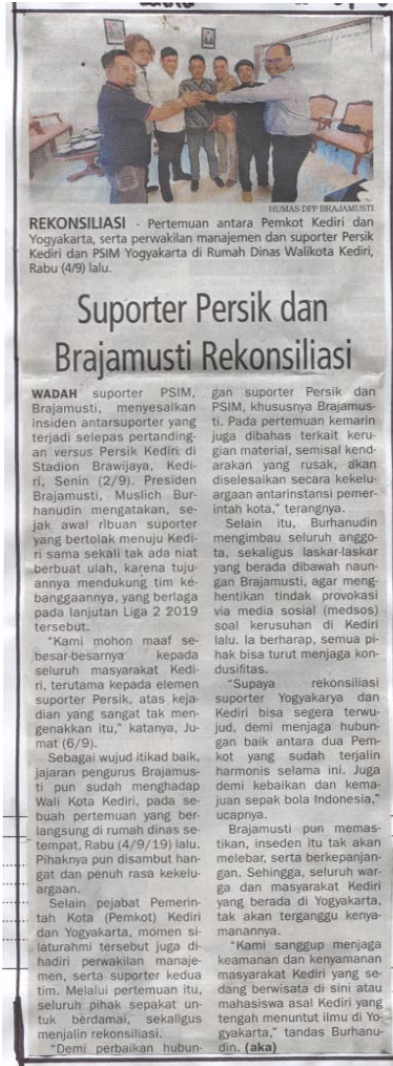 HUMAS DPP BRAJAMUSTI
REKONSILIASI - Pertemuan antara Pemkot Kediri dan
Yogyakarta, serta perwakilan manajemen dan suporter Persik
Kediri dan PSIM Yogyakarta di Rumah Dinas Walikota Kediri,
Rabu (4/9) lalu.
Suporter Persik dan
Brajamusti Rekonsiliasi
WADAH suporter PSIM,
Brajamusti, menyesalkan
insiden antarsuporter yang
terjadi selepas pertanding-
an versus Persik Kediri di
Stadion Brawijaya, Kedi-
ri, Senin (2/9). Presiden
Brajamusti, Muslich Bur-
hanudin mengatakan, se-
jak awal ribuan suporter
yang bertolak menuju Kedi-
ri sama sekali tak ada niat
berbuat ulah, karena tuju-
annya mendukung tim ke-
banggaannya, yang berlaga
pada lanjutan Liga 2 2019
tersebut.
"Kami mohon maaf se-
besar-besarnya kepada
seluruh masyarakat Kedi-
ri, terutama kepada elemen
suporter Persik, atas keja-
dian yang sangat tak me-
ngenakkan itu," katanya, Ju-
mat (6/9).
Sebagai wujud itikad baik,
jajaran pengurus Brajamus-
ti pun sudah menghadap
Wali Kota Kediri, pada se-
buah pertemuan yang ber-
langsung di rumah dinas se-
tempat, Rabu (4/9/19) lalu.
Pihaknya pun disambut han-
gat dan penuh rasa kekelu-
argaan.
Selain pejabat Pemerin-
tah Kota (Pemkot) Kediri
dan Yogyakarta, momen si-
laturahmi tersebut juga di-
hadiri perwakilan manaje-
men, serta suporter kedua
tim. Melalui pertemuan itu,
seluruh pihak sepakat un-
tuk berdamai, sekaligus
menjalin rekonsiliasi.
"Demi perbaikan hubun-
gan suporter Persik dan
PSIM, khususnya Brajamus-
ti. Pada pertemuan kemarin
juga dibahas terkait keru-
gian material, semisal kend-
arakan yang rusak, akan
diselesaikan secara kekelu-
argaan antarinstansi pemer-
intah kota," terangnya.
Selain itu, Burhanudin
mengimbau seluruh anggo-
ta, sekaligus laskar-laskar
yang berada dibawah naun-
gan Brajamusti, agar meng-
hentikan tindak provokasi
via media sosial (medsos)
soal kerusuhan di Kediri
lalu. Ia berharap, semua pi-
hak bisa turut menjaga kon-
dusifitas.
"Supaya rekonsiliasi
suporter Yogyakarya dan
Kediri bisa segera terwu-
jud, demi menjaga hubun-
gan baik antara dua Pem-
kot yang sudah terjalin
harmonis selama ini. Juga
demi kebaikan dan kema-
juan sepak bola Indonesia,"
ucapnya.
Brajamusti pun memas-
tikan, inseden itu tak akan
melebar, serta berkepanjan-
gan. Sehingga, seluruh war-
ga dan masyarakat Kediri
yang berada di Yogyakarta,
tak akan terganggu kenya-
manannya.
"Kami sanggup menjaga
keamanan dan kenyamanan
masyarakat Kediri yang se-
dang berwisata di sini atau
mahasiswa asal Kediri yang
tengah menuntut ilmu di Yo-
gyakarta," tandas Burhanu-
din. (aka)